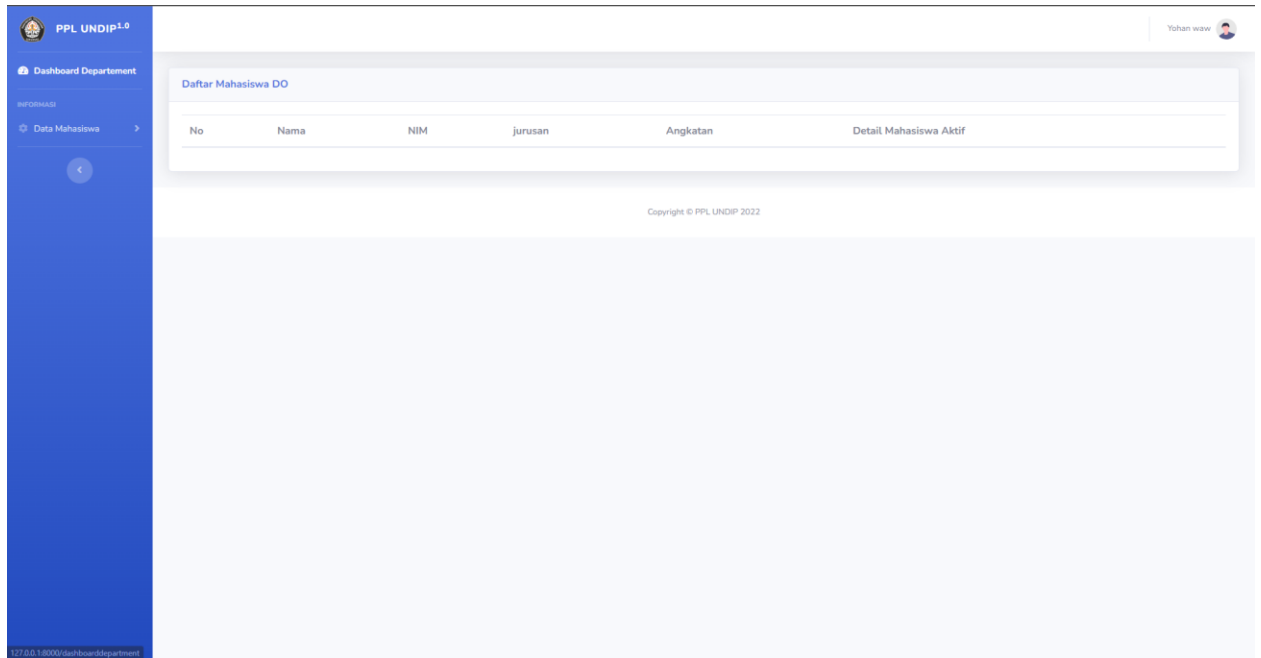 PPL UNDIP1.0
Yohan waw
Dashboard Departement
INFORMASI
Data Mahasiswa
Daftar Mahasiswa DO
No Nama NIM jurusan Angkatan Detail Mahasiswa Aktif
Copyright © PPL UNDIP 2022
127.0.0.1:8000/dashboarddepartment